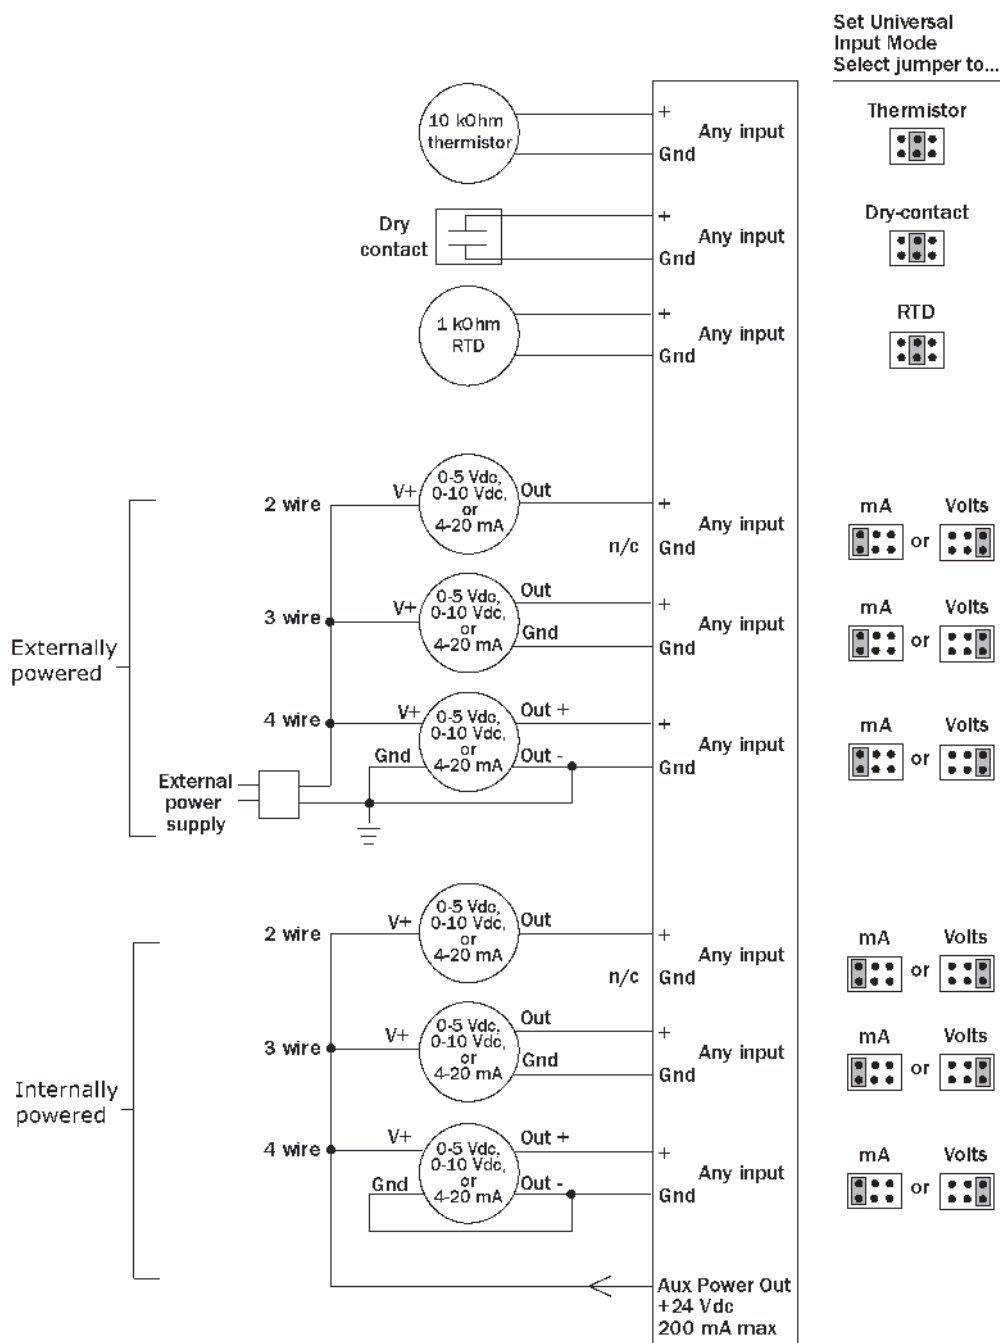 Set Universal
Input Mode
Select jumper to...
10 kOhm
thermistor
+
Gnd
Any input
Thermistor
Dry
contact
+
Gnd
Any input
Dry-contact
1 kOhm
RTD
+
Gnd
Any input
RTD
Externally
powered
2 wire
V+
0-5 Vdc,
0-10 Vdc,
or
4-20 mA
Out
+
n/c
Gnd
Any input
mA
or
Volts
3 wire
V+
0-5 Vdc,
0-10 Vdc,
or
4-20 mA
Out
Gnd
+
Gnd
Any input
mA
or
Volts
4 wire
V+
Gnd
0-5 Vdc,
0-10 Vdc,
or
4-20 mA
Out +
Out -
+
Gnd
Any input
mA
or
Volts
External
power
supply
Internally
powered
2 wire
V+
0-5 Vdc,
0-10 Vdc,
or
4-20 mA
Out
+
n/c
Gnd
Any input
mA
or
Volts
3 wire
V+
0-5 Vdc,
0-10 Vdc,
or
4-20 mA
Out
Gnd
+
Gnd
Any input
mA
or
Volts
4 wire
V+
Gnd
0-5 Vdc,
0-10 Vdc,
or
4-20 mA
Out +
Out -
+
Gnd
Any input
mA
or
Volts
Aux Power Out
+24 Vdc
200 mA max